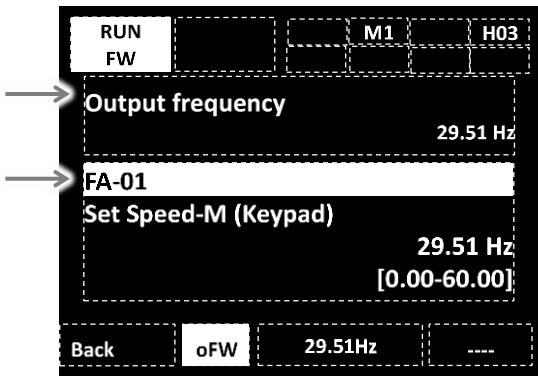 RUN
FW
M1
H03
Output frequency
29.51 Hz
FA-01
Set Speed-M (Keypad)
29.51 Hz
[0.00-60.00]
Back
oFW
29.51Hz
----